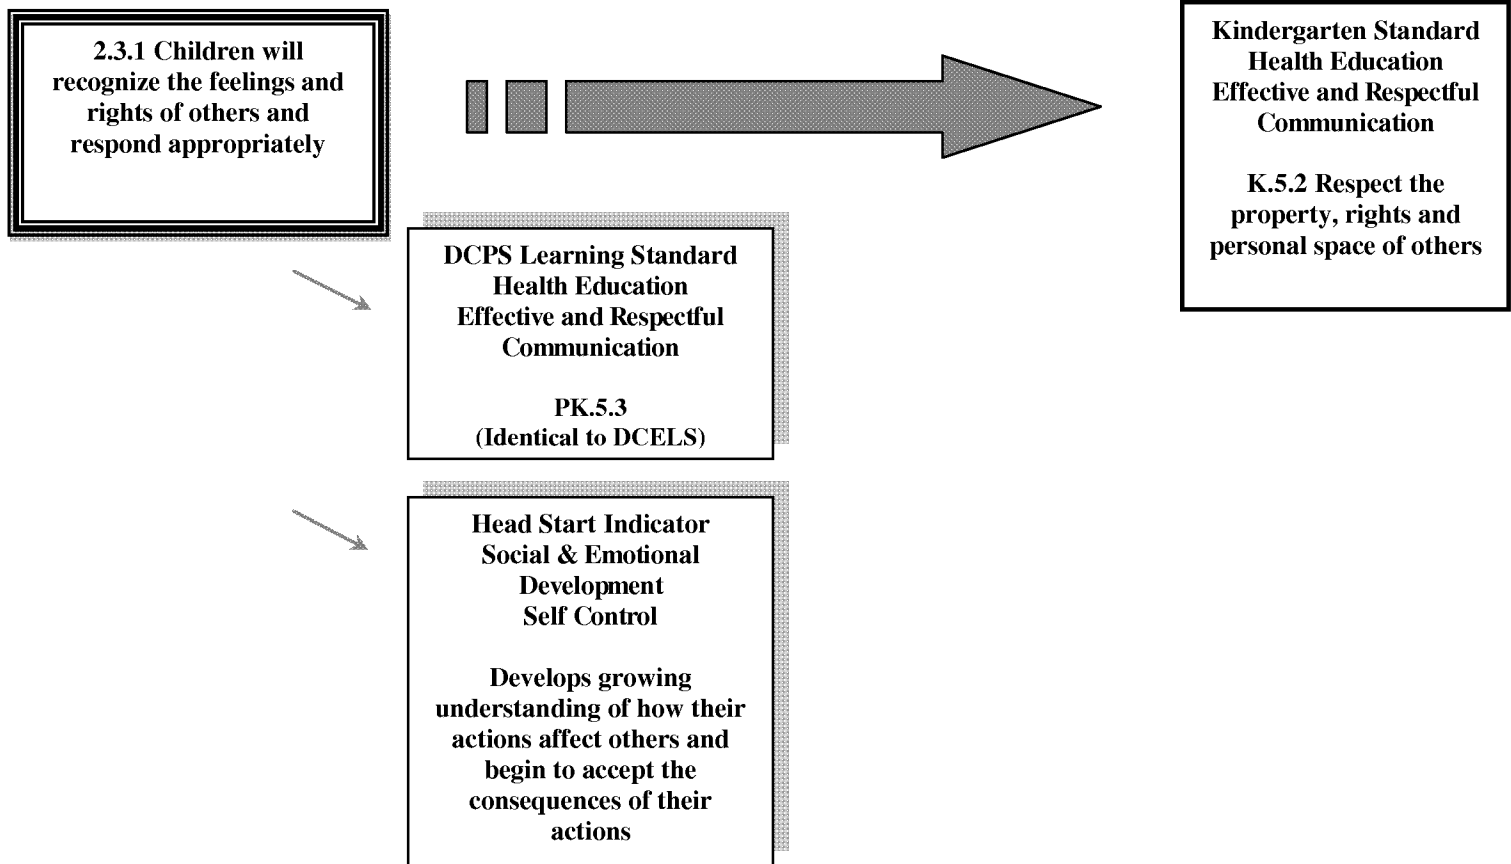 2.3.1 Children will
recognize the feelings and
rights of others and
respond appropriately
Kindergarten Standard
Health Education
Effective and Respectful
Communication
K.5.2 Respect the
property, rights and
personal space of others
DCPS Learning Standard
Health Education
Effective and Respectful
Communication
PK.5.3
(Identical to DCELS)
Head Start Indicator
Social & Emotional
Development
Self Control
Develops growing
understanding of how their
actions affect others and
begin to accept the
consequences of their
actions